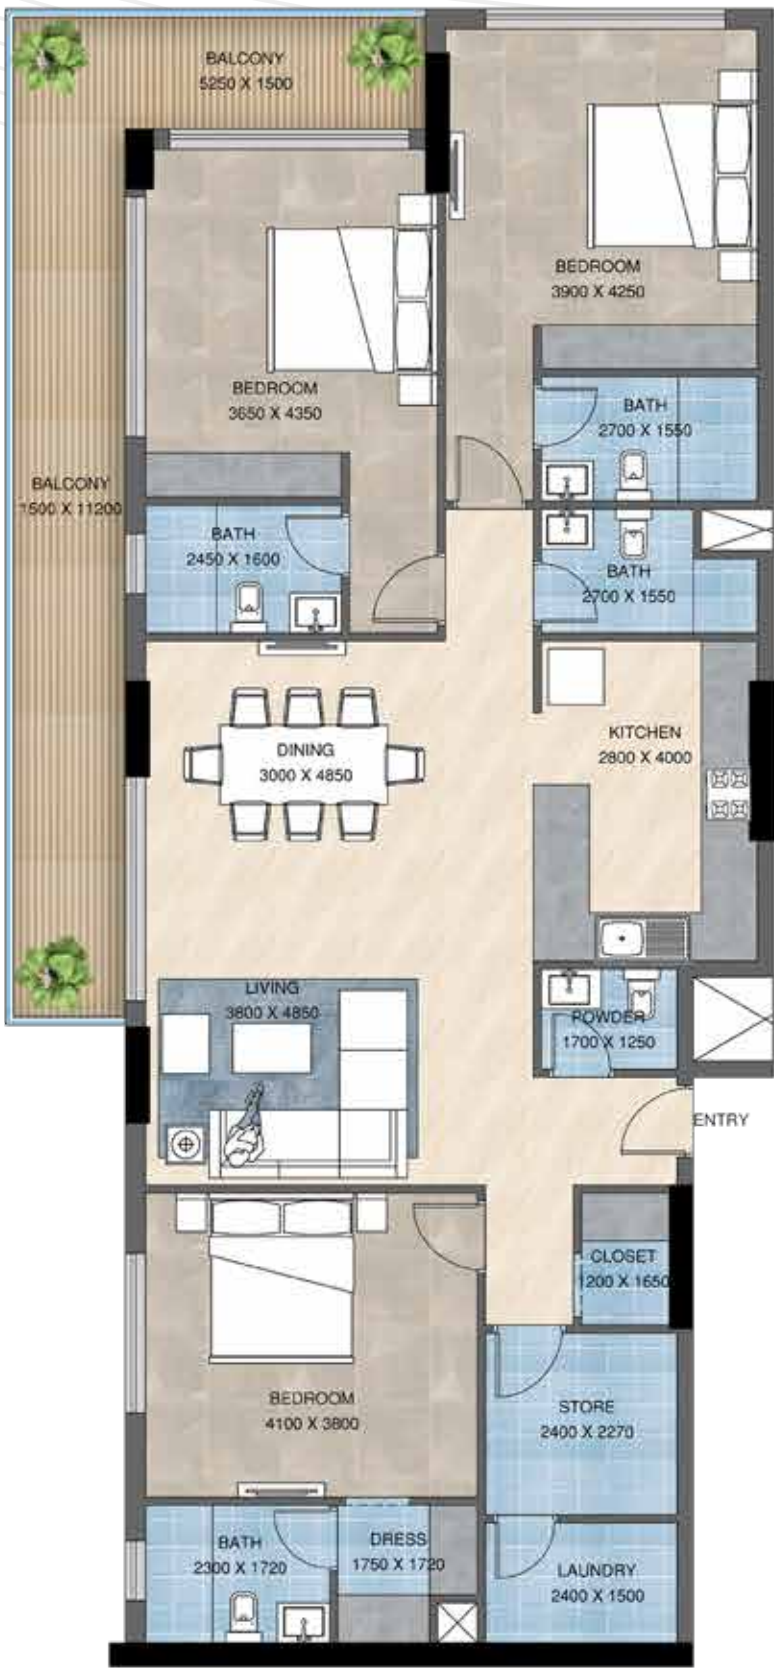 BALCONY
5250 X 1500
BEDROOM
3900 X 4250
BEDROOM
3650 X 4350
BATH
2700 X 1550
BALCONY
1500 X 11200
BATH
2450 X 1600
BATH
2700 X 1550
KITCHEN
2800 X 4000
DINING
3000 X 4850
LIVING
3800 X 4850
POWDER
1700 X 1250
ENTRY
CLOSET
1200 X 1650
BEDROOM
4100 X 3800
STORE
2400 X 2270
BATH
2300 X 1720
DRESS
1750 X 1720
LAUNDRY
2400 X 1500